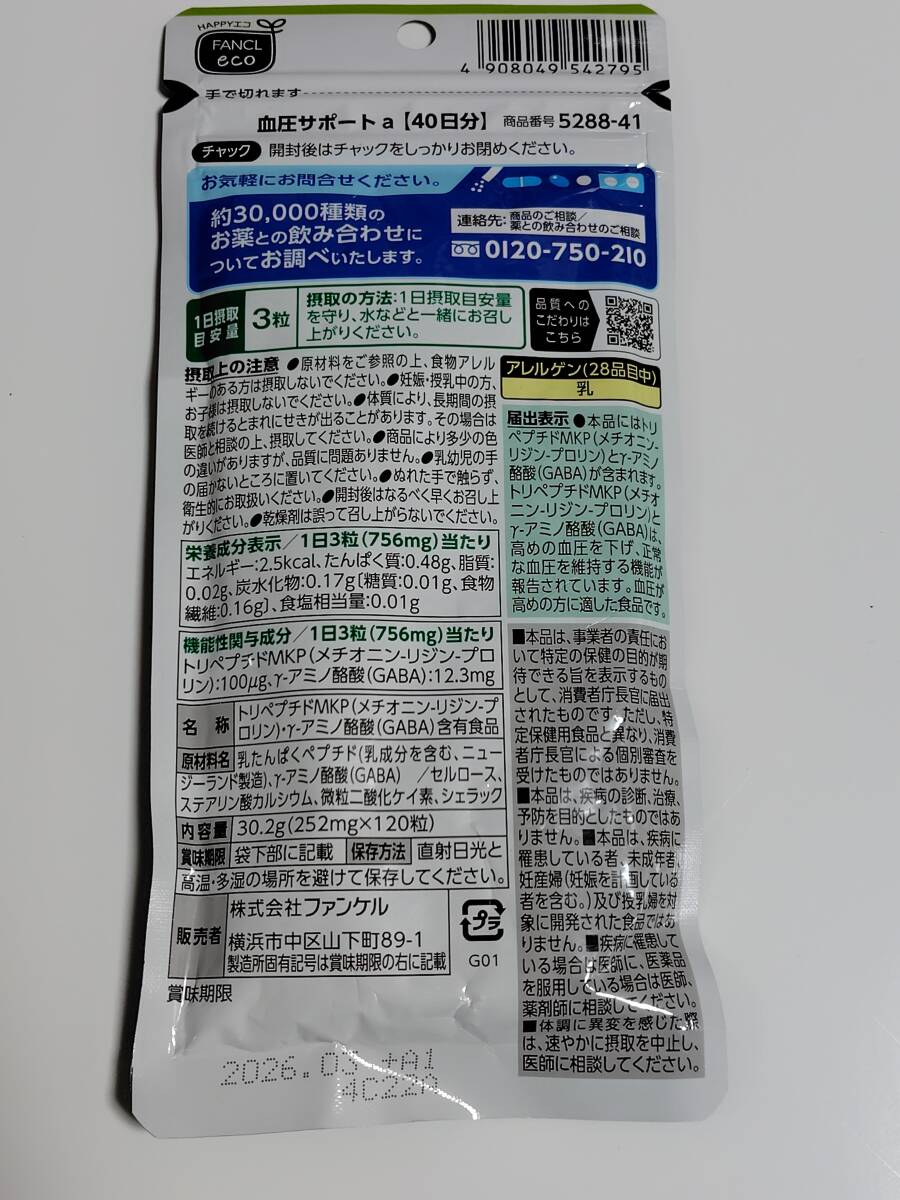 HAPPYエコ
FANCL
eco
4 908049 542795
手で切れます
血圧サポート a【40日分】 商品番号 5288-41
チャック 開封後はチャックをしっかりお閉めください。
お気軽にお問合せください。
約30,000種類の
お薬との飲み合わせに
ついてお調べいたします。
連絡先: 商品のご相談/
薬との飲み合わせのご相談
0120-750-210
1日摂取
目安量
3粒
摂取の方法:1日摂取目安量
を守り、水などと一緒にお召し
上がりください。
品質への
こだわりは
こちら
摂取上の注意 ●原材料をご参照の上、食物アレル
ギーのある方は摂取しないでください。●妊娠・授乳中の方、
お子様は摂取しないでください。●体質により、長期間の摂
取を続けるとまれにせきが出ることがあります。その場合は
医師と相談の上、摂取してください。●商品により多少の色
の違いがありますが、品質に問題ありません。●乳幼児の手
の届かないところに置いてください。●ぬれた手で触らず、
衛生的にお取扱いください。●開封後はなるべく早くお召し上
がりください。●乾燥剤は誤って召し上がらないでください。
アレルゲン(28品目中)
乳
届出表示 ●本品にはトリ
ペプチドMKP(メチオニン-
リジン-プロリン)とγ-アミノ
酪酸(GABA)が含まれます。
トリペプチドMKP(メチオ
ニン-リジン-プロリン)と
γ-アミノ酪酸(GABA)は、
高めの血圧を下げ、正常
な血圧を維持する機能が
報告されています。血圧が
高めの方に適した食品です。
栄養成分表示/1日3粒(756mg)当たり
エネルギー:2.5kcal、たんぱく質:0.48g、脂質:
0.02g、炭水化物:0.17g〔糖質:0.01g、食物
繊維:0.16g〕、食塩相当量:0.01g
機能性関与成分/1日3粒(756mg)当たり
トリペプチドMKP(メチオニン-リジン-プロ
リン):100μg、γ-アミノ酪酸(GABA):12.3mg
名 称 トリペプチドMKP(メチオニン-リジン-プ
ロリン)・γ-アミノ酪酸(GABA)含有食品
原材料名 乳たんぱくペプチド(乳成分を含む、ニュー
ジーランド製造)、γ-アミノ酪酸(GABA) /セルロース、
ステアリン酸カルシウム、微粒二酸化ケイ素、シェラック
内容量 30.2g(252mg×120粒)
賞味期限 袋下部に記載 保存方法 直射日光と
高温・多湿の場所を避けて保存してください。
販売者 株式会社ファンケル
横浜市中区山下町89-1
製造所固有記号は賞味期限の右に記載
プラ
G01
■本品は、事業者の責任にお
いて特定の保健の目的が期
待できる旨を表示するもの
として、消費者庁長官に届出
されたものです。ただし、特
定保健用食品と異なり、消費
者庁長官による個別審査を
受けたものではありません。
■本品は、疾病の診断、治療、
予防を目的としたものではあ
りません。■本品は、疾病に
罹患している者、未成年者、
妊産婦(妊娠を計画している
者を含む。)及び授乳婦を対
象に開発された食品ではあ
りません。■疾病に罹患して
いる場合は医師に、医薬品
を服用している場合は医師、
薬剤師に相談してください。
■体調に異変を感じた際
は、速やかに摂取を中止し、
医師に相談してください。
賞味期限
2026.03 +A1
4C22A